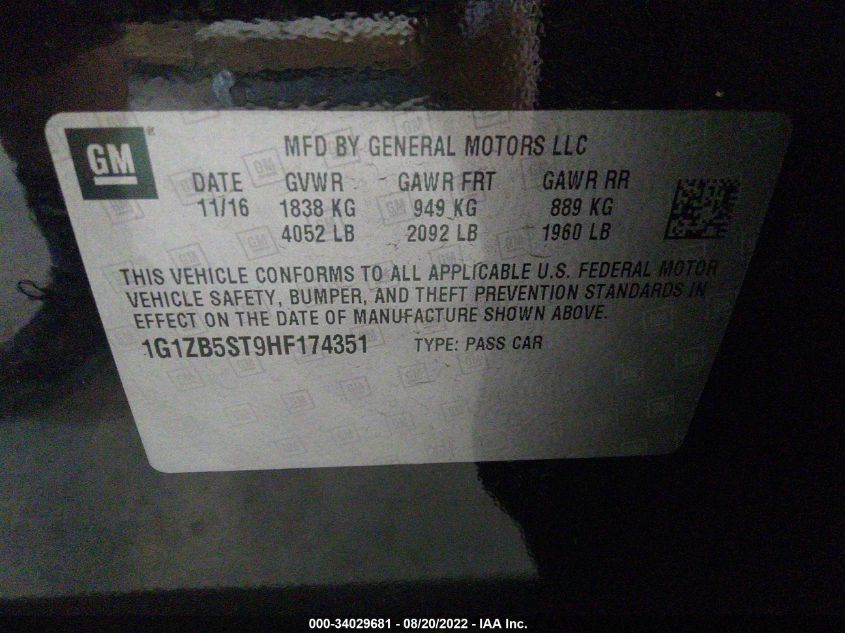 GM
MFD BY GENERAL MOTORS LLC
DATE GVWR GAWR FRT GAWR RR
11/16 1838 KG 949 KG 889 KG
4052 LB 2092 LB 1960 LB
THIS VEHICLE CONFORMS TO ALL APPLICABLE U.S. FEDERAL MOTOR
VEHICLE SAFETY, BUMPER, AND THEFT PREVENTION STANDARDS IN
EFFECT ON THE DATE OF MANUFACTURE SHOWN ABOVE.
1G1ZB5ST9HF174351 TYPE: PASS CAR
000-34029681 - 08/20/2022 - IAA Inc.